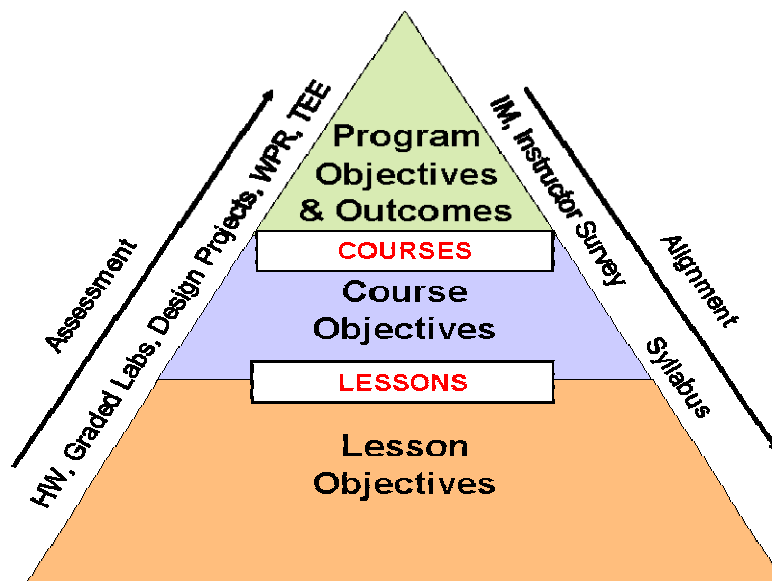 Program
Objectives
& Outcomes
COURSES
Course
Objectives
LESSONS
Lesson
Objectives
Assessment
HW, Graded Labs, Design Projects, WPR, TEE
IM, Instructor Survey
Syllabus
Alignment